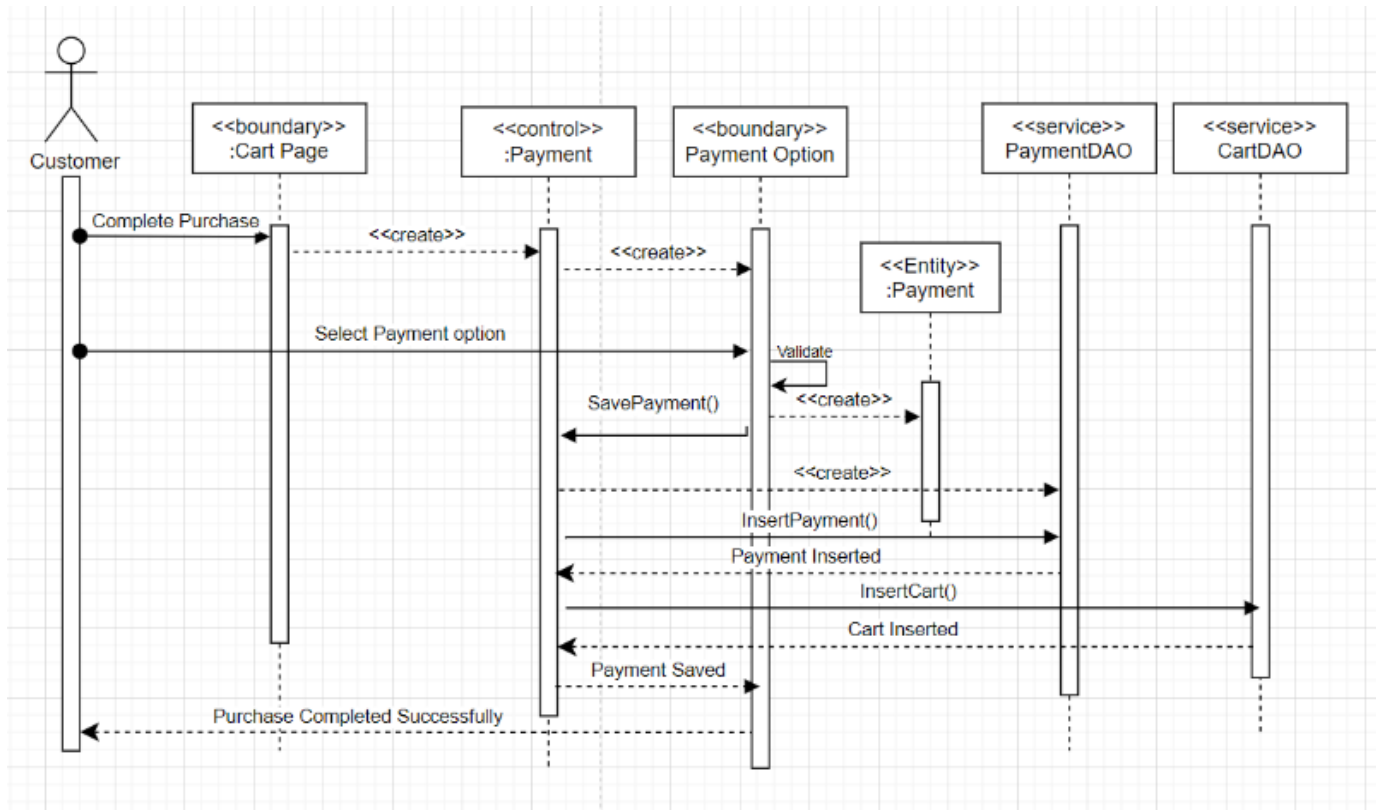 Customer
<<boundary>>
:Cart Page
<<control>>
:Payment
<<boundary>>
Payment Option
<<service>>
PaymentDAO
<<service>>
CartDAO
Complete Purchase
<<create>>
<<create>>
<<Entity>>
:Payment
Select Payment option
Validate
<<create>>
SavePayment()
<<create>>
InsertPayment()
Payment Inserted
InsertCart()
Cart Inserted
Payment Saved
Purchase Completed Successfully